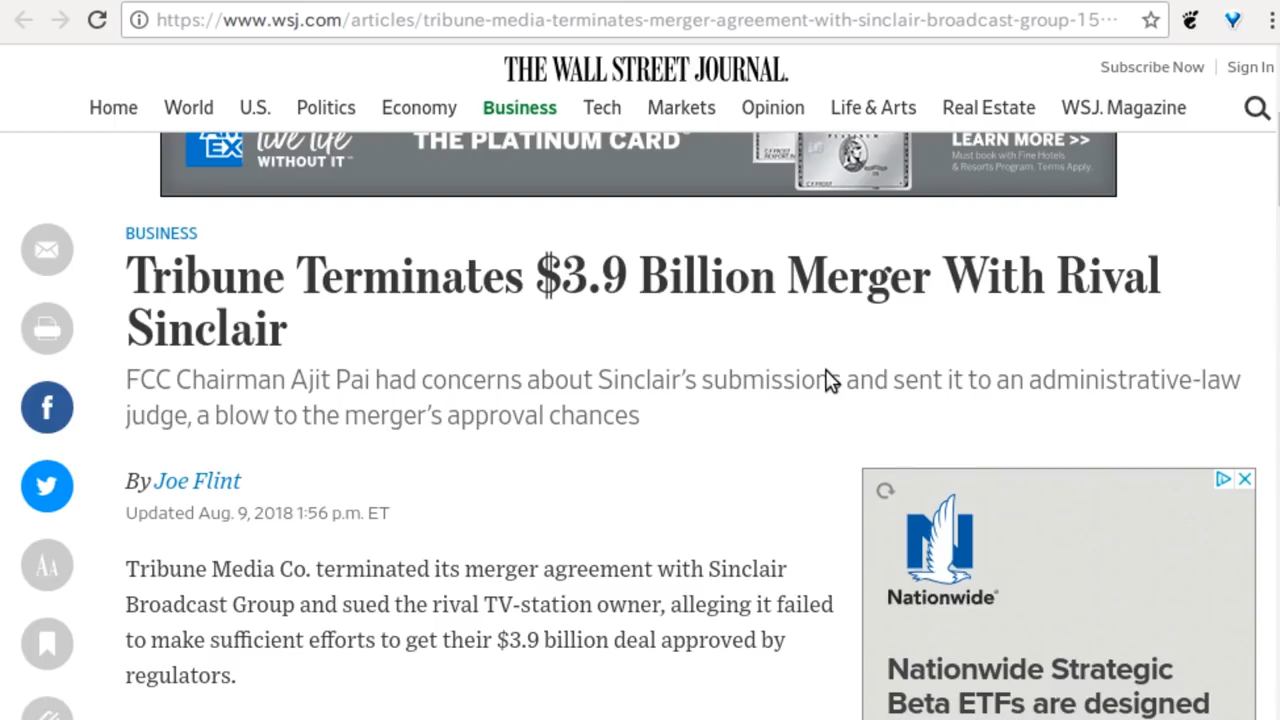 https://www.wsj.com/articles/tribune-media-terminates-merger-agreement-with-sinclair-broadcast-group-15…
THE WALL STREET JOURNAL.
Subscribe Now | Sign In
Home World U.S. Politics Economy Business Tech Markets Opinion Life & Arts Real Estate WSJ. Magazine
AM EX live life WITHOUT IT THE PLATINUM CARD® LEARN MORE >>
Must book with Fine Hotels
& Resorts Program. Terms Apply.
BUSINESS
Tribune Terminates $3.9 Billion Merger With Rival
Sinclair
FCC Chairman Ajit Pai had concerns about Sinclair’s submissions and sent it to an administrative-law
judge, a blow to the merger’s approval chances
By Joe Flint
Updated Aug. 9, 2018 1:56 p.m. ET
Tribune Media Co. terminated its merger agreement with Sinclair
Broadcast Group and sued the rival TV-station owner, alleging it failed
to make sufficient efforts to get their $3.9 billion deal approved by
regulators.
f
AA
N
Nationwide®
Nationwide Strategic
Beta ETFs are designed